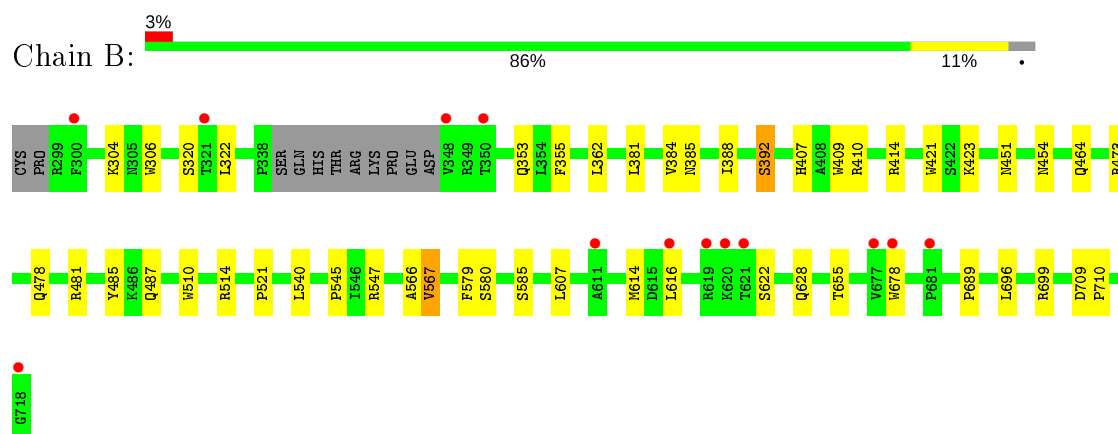 3%
Chain B:
86% 11% •
CYS PRO R299 F300 K304 N305 W306 S320 T321 L322 P338 SER GLN HIS THR ARG LYS PRO GLU ASP V348 R349 T350 Q353 L354 F355 L362 L381 V384 N385 I388 S392 H407 A408 W409 R410 R414 W421 S422 K423 N451 N454 Q464 R473
Q478 R481 Y485 K486 Q487 W510 R514 P521 L540 P545 I546 R547 A566 V567 F579 S580 S585 L607 A611 M614 D615 L616 R619 K620 T621 S622 Q628 T655 V677 W678 P681 P689 L696 R699 D709 P710
G718